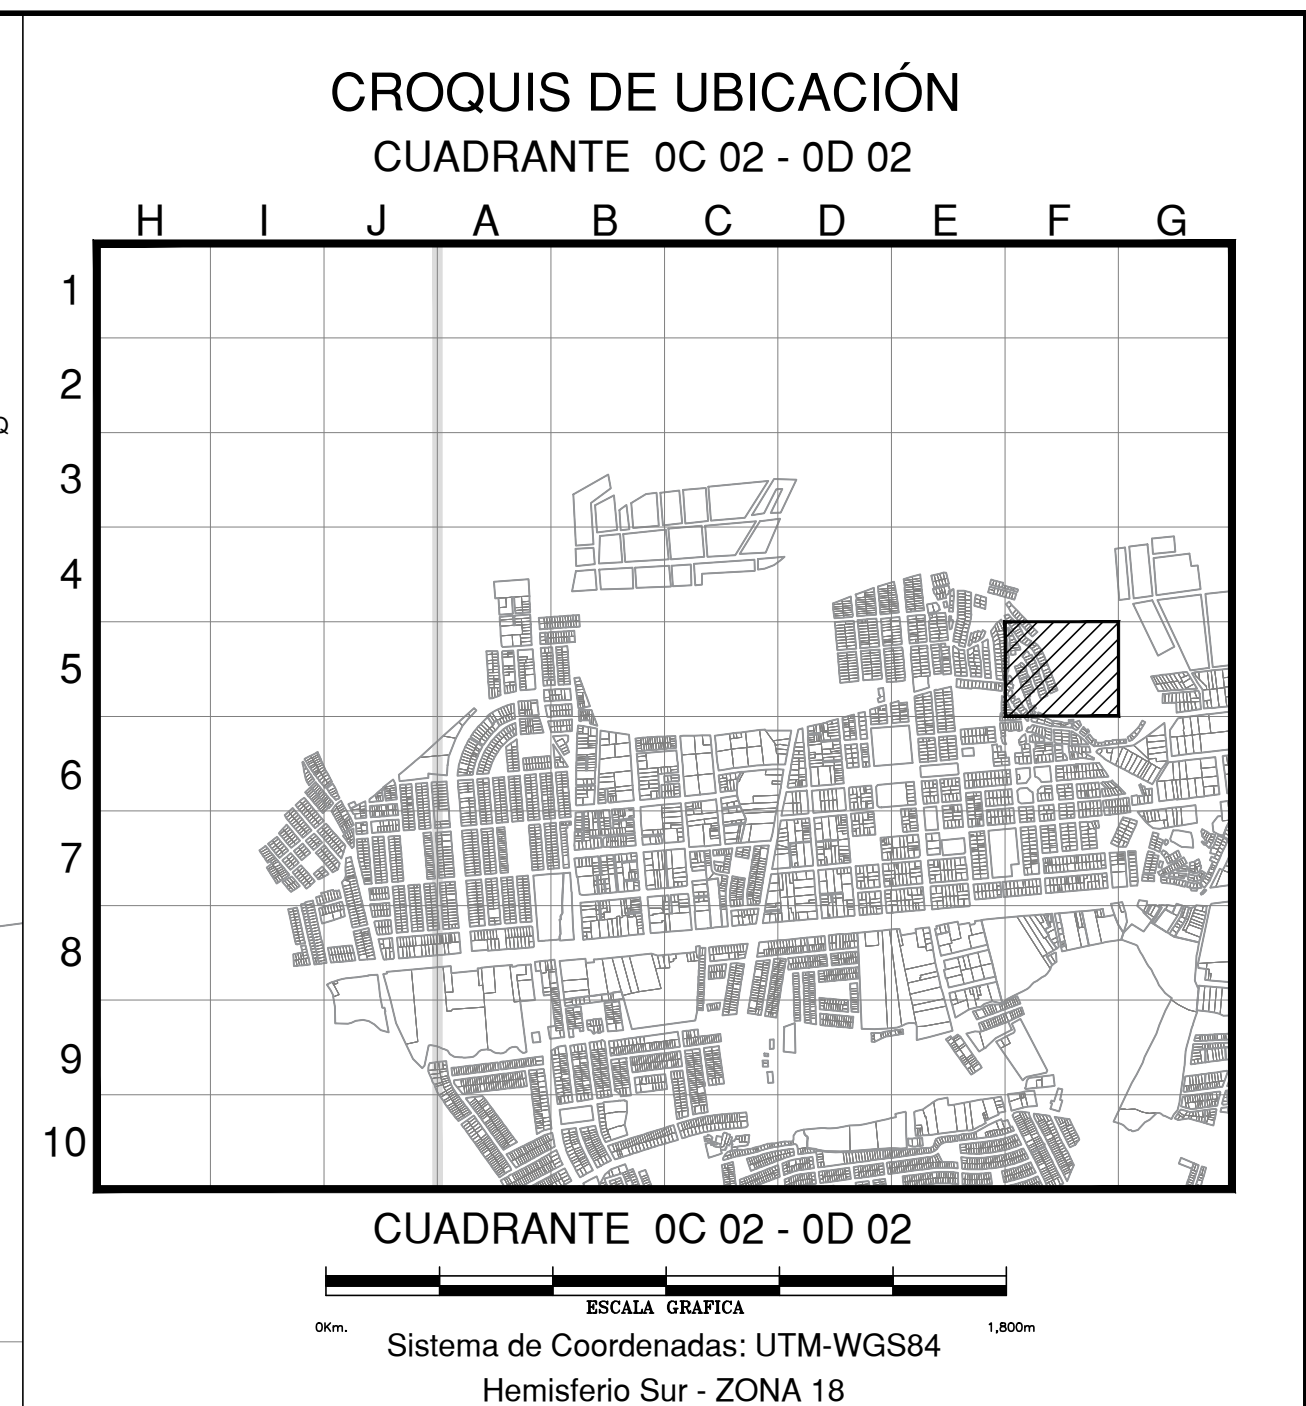 CROQUIS DE UBICACIÓN
CUADRANTE 0C 02 - 0D 02
H I J A B C D E F G
1
2
Q
3
4
5
6
7
8
9
10
CUADRANTE 0C 02 - 0D 02
ESCALA GRAFICA
0Km. 1,800m
Sistema de Coordenadas: UTM-WGS84
Hemisferio Sur - ZONA 18